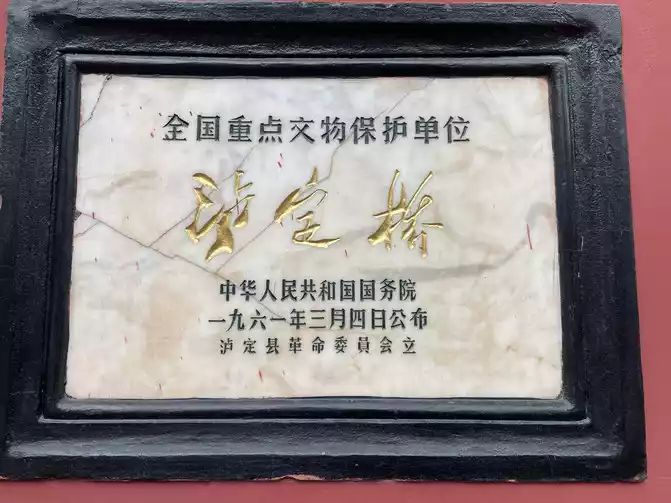 全国重点文物保护单位
泸定桥
中华人民共和国国务院
一九六一年三月四日公布
泸定县革命委員会立